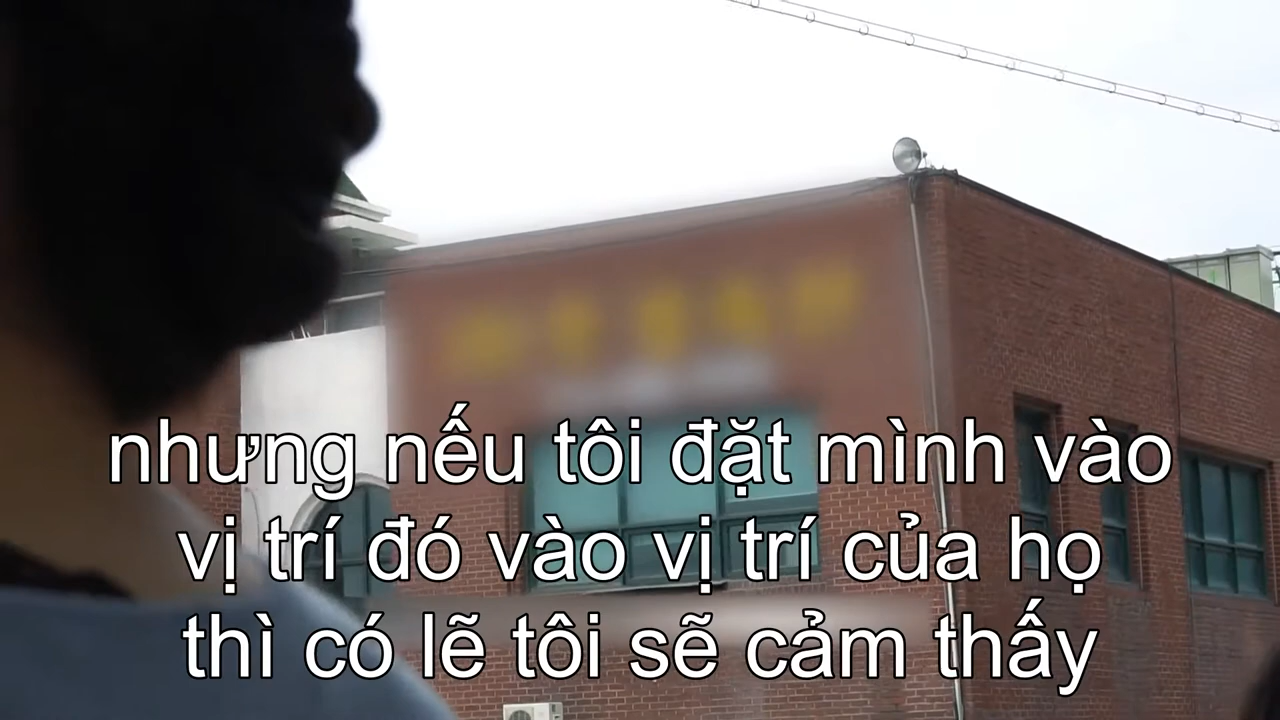 nhưng nếu tôi đặt mình vào
vị trí đó vào vị trí của họ
thì có lẽ tôi sẽ cảm thấy